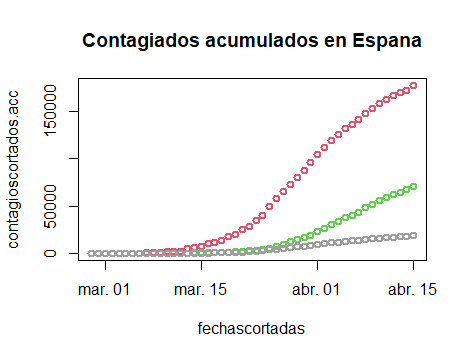 Contagiados acumulados en Espana
contagioscortados.acc
150000
50000
0
mar. 01
mar. 15
abr. 01
abr. 15
fechascortadas